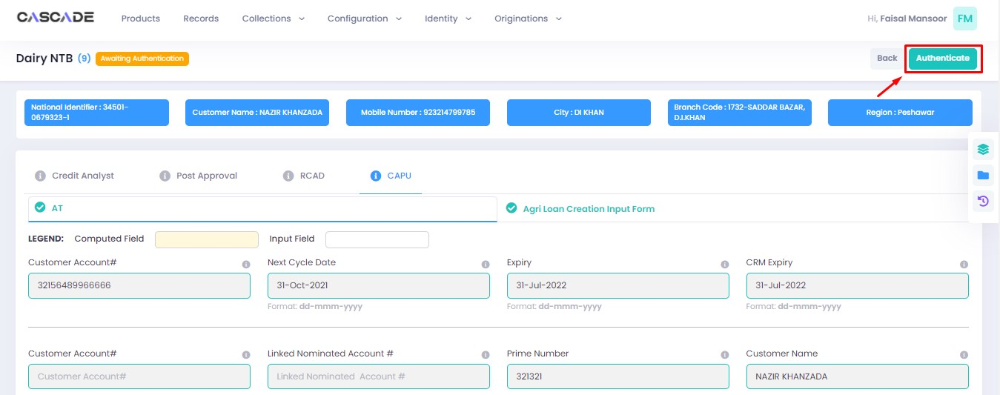 CASCADE
Products Records Collections Configuration Identity Originations Hi, Faisal Mansoor FM
Dairy NTB (9) Awaiting Authentication Back Authenticate
National Identifier : 34501-
0679323-1
Customer Name : NAZIR KHANZADA
Mobile Number : 923214799785
City : DI KHAN
Branch Code : 1732-SADDAR BAZAR,
D.I.KHAN
Region : Peshawar
Credit Analyst Post Approval RCAD CAPU
AT Agri Loan Creation Input Form
LEGEND: Computed Field Input Field
Customer Account# Next Cycle Date Expiry CRM Expiry
32156489966666 31-Oct-2021 31-Jul-2022 31-Jul-2022
Format: dd-mmm-yyyy Format: dd-mmm-yyyy Format: dd-mmm-yyyy
Customer Account# Linked Nominated Account # Prime Number Customer Name
Customer Account# Linked Nominated Account # 321321 NAZIR KHANZADA